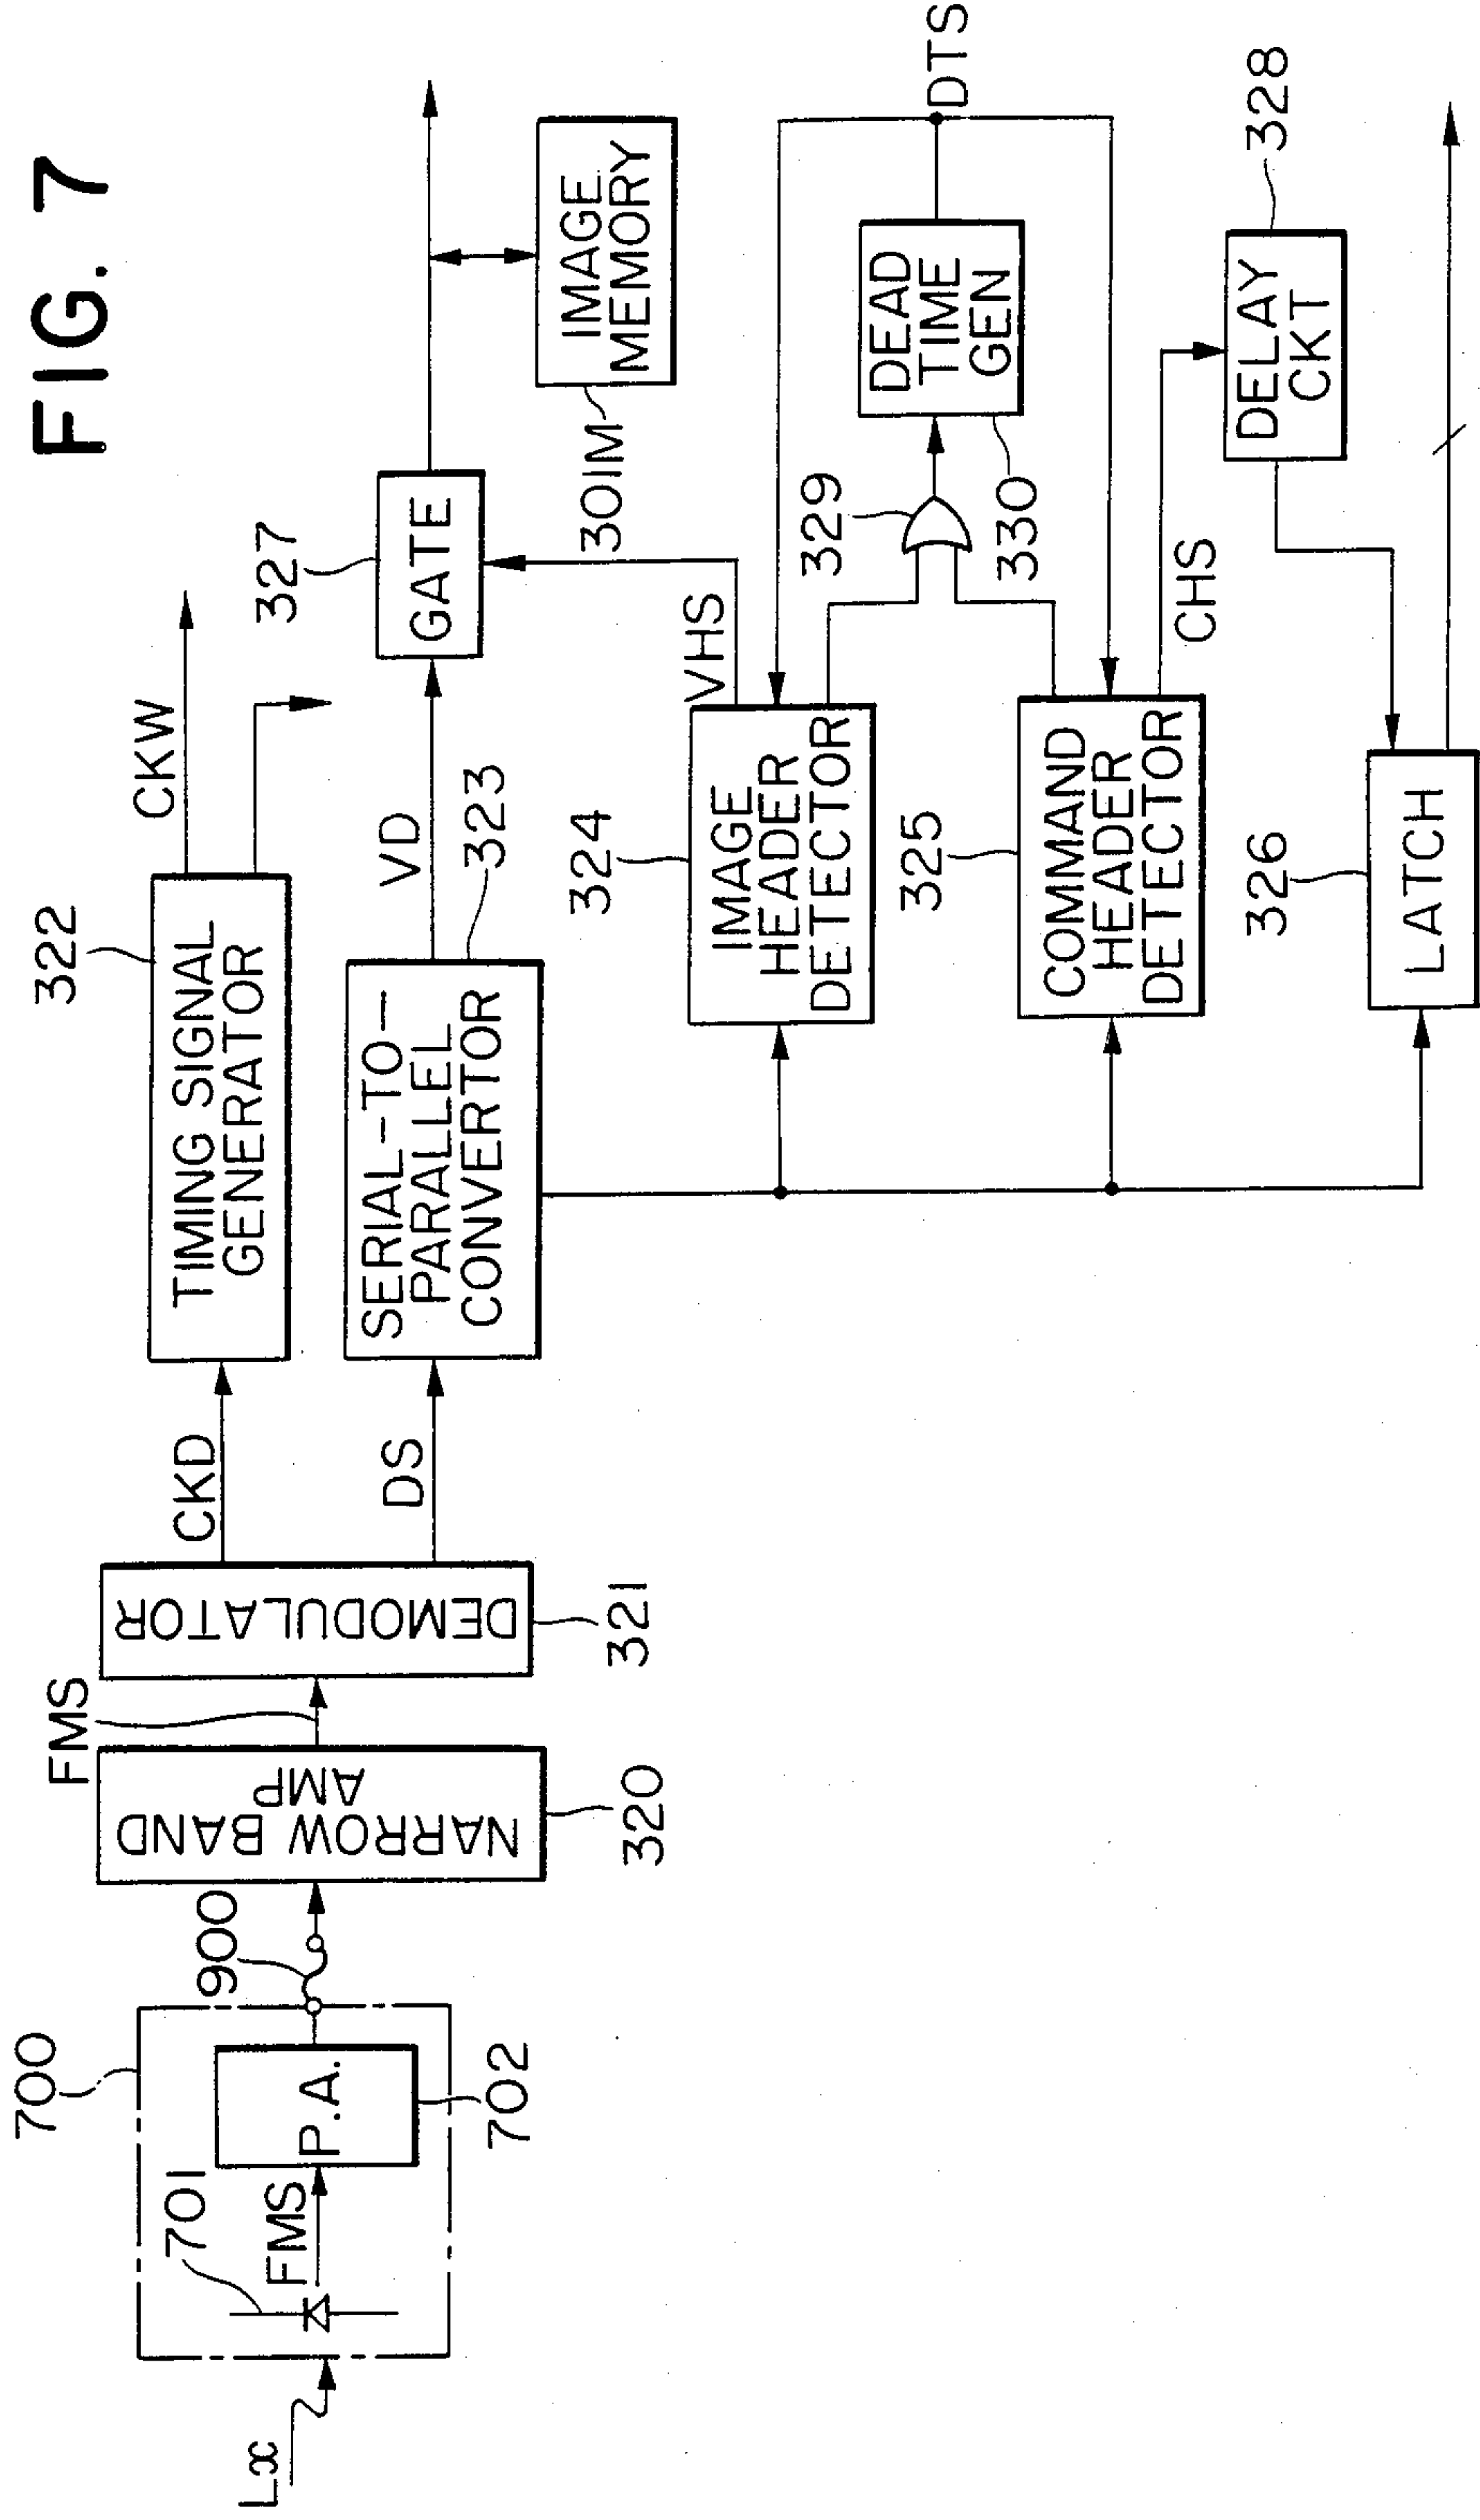 FIG. 7
Lx
700
701
FMS
P.A.
702
900
NARROW BAND
AMP
320
FMS
DEMODULATOR
321
CKD
DS
322
TIMING SIGNAL
GENERATOR
CKW
SERIAL-TO-
PARALLEL
CONVERTOR
323
VD
327
GATE
IMAGE
MEMORY
301M
324
IMAGE
HEADER
DETECTOR
VHS
329
DEAD
TIME
GEN
330
DTS
325
COMMAND
HEADER
DETECTOR
CHS
DELAY
CKT
328
326
LATCH